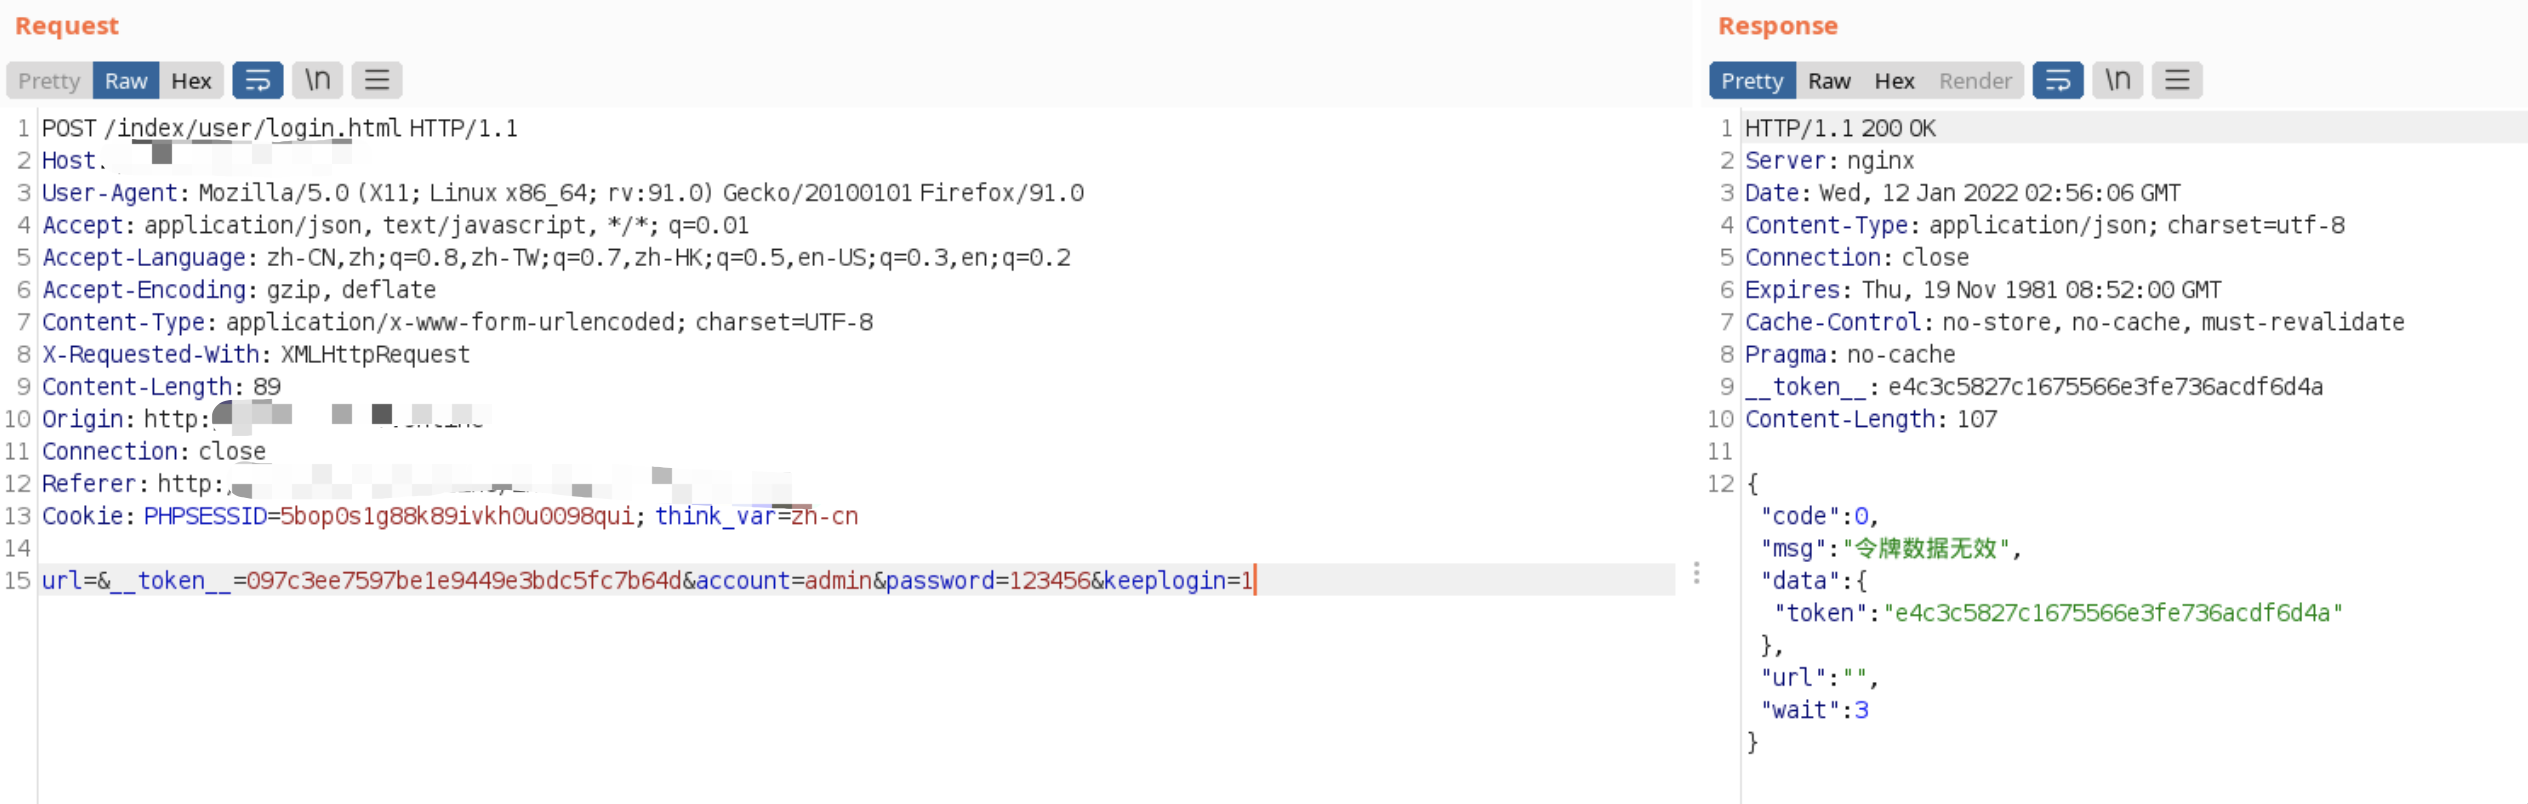 Request
Pretty Raw Hex \n
1 POST /index/user/login.html HTTP/1.1
2 Host:
3 User-Agent: Mozilla/5.0 (X11; Linux x86_64; rv:91.0) Gecko/20100101 Firefox/91.0
4 Accept: application/json, text/javascript, */*; q=0.01
5 Accept-Language: zh-CN,zh;q=0.8,zh-TW;q=0.7,zh-HK;q=0.5,en-US;q=0.3,en;q=0.2
6 Accept-Encoding: gzip, deflate
7 Content-Type: application/x-www-form-urlencoded; charset=UTF-8
8 X-Requested-With: XMLHttpRequest
9 Content-Length: 89
10 Origin: http:
11 Connection: close
12 Referer: http:
13 Cookie: PHPSESSID=5bop0s1g88k89ivkh0u0098qui; think_var=zh-cn
14
15 url=&__token__=097c3ee7597be1e9449e3bdc5fc7b64d&account=admin&password=123456&keeplogin=1
Response
Pretty Raw Hex Render \n
1 HTTP/1.1 200 OK
2 Server: nginx
3 Date: Wed, 12 Jan 2022 02:56:06 GMT
4 Content-Type: application/json; charset=utf-8
5 Connection: close
6 Expires: Thu, 19 Nov 1981 08:52:00 GMT
7 Cache-Control: no-store, no-cache, must-revalidate
8 Pragma: no-cache
9 __token__: e4c3c5827c1675566e3fe736acdf6d4a
10 Content-Length: 107
11
12 {
"code":0,
"msg":"令牌数据无效",
"data":{
"token":"e4c3c5827c1675566e3fe736acdf6d4a"
},
"url":"",
"wait":3
}